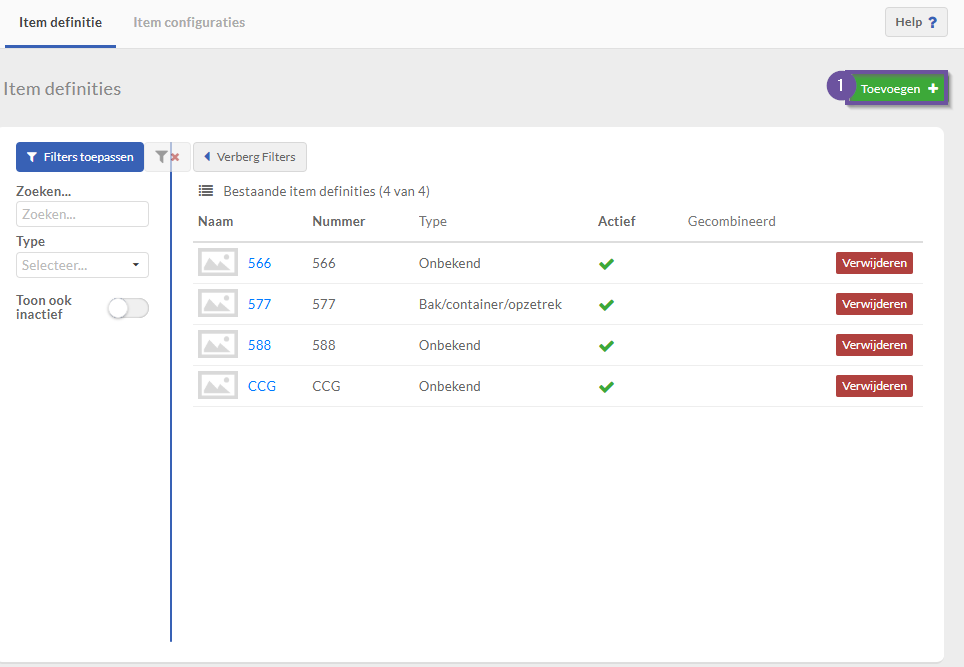 Item definitie Item configuraties Help ?
Item definities 1 Toevoegen
Filters toepassen Verberg Filters
Zoeken... Bestaande item definities (4 van 4)
Zoeken...
Naam Nummer Type Actief Gecombineerd
Type
Selecteer... 566 566 Onbekend Verwijderen
Toon ook inactief 577 577 Bak/container/opzetrek Verwijderen
588 588 Onbekend Verwijderen
CCG CCG Onbekend Verwijderen